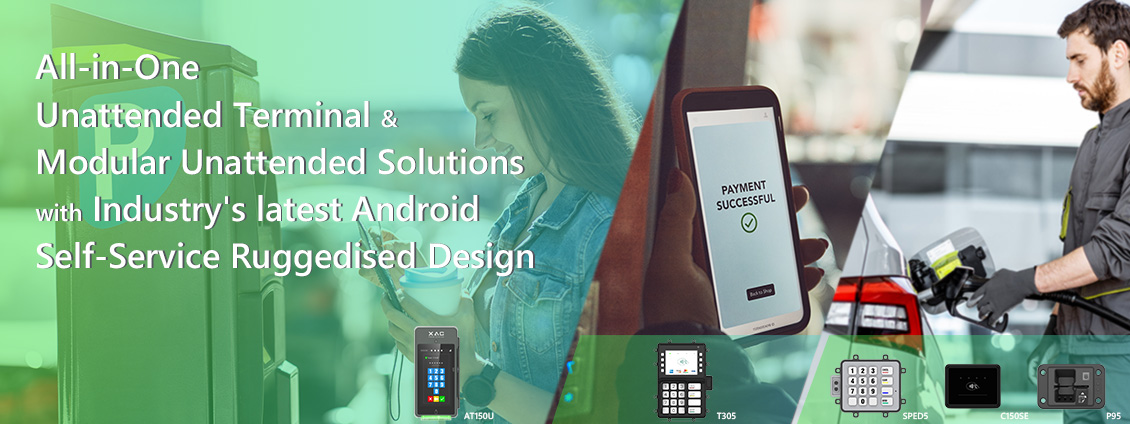 All-in-One
Unattended Terminal &
Modular Unattended Solutions
with Industry's latest Android
Self-Service Ruggedised Design
P
PAYMENT
SUCCESSFUL
Back to Shop
XAC
AT150U
T305
SPED5
C150SE
P95